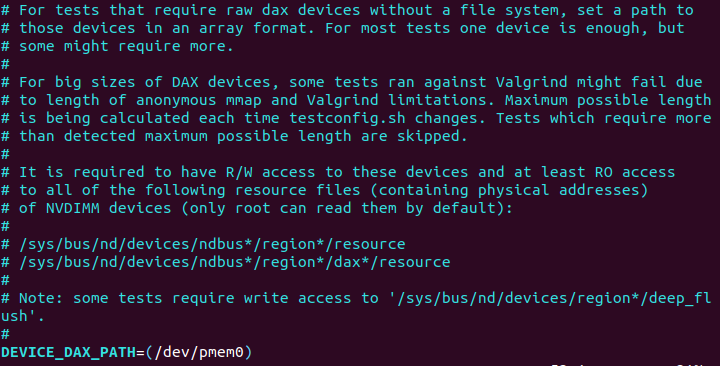 # For tests that require raw dax devices without a file system, set a path to
# those devices in an array format. For most tests one device is enough, but
# some might require more.
#
# For big sizes of DAX devices, some tests ran against Valgrind might fail due
# to length of anonymous mmap and Valgrind limitations. Maximum possible length
# is being calculated each time testconfig.sh changes. Tests which require more
# than detected maximum possible length are skipped.
#
# It is required to have R/W access to these devices and at least RO access
# to all of the following resource files (containing physical addresses)
# of NVDIMM devices (only root can read them by default):
#
# /sys/bus/nd/devices/ndbus*/region*/resource
# /sys/bus/nd/devices/ndbus*/region*/dax*/resource
#
# Note: some tests require write access to '/sys/bus/nd/devices/region*/deep_fl
ush'.
#
DEVICE_DAX_PATH=(/dev/pmem0)